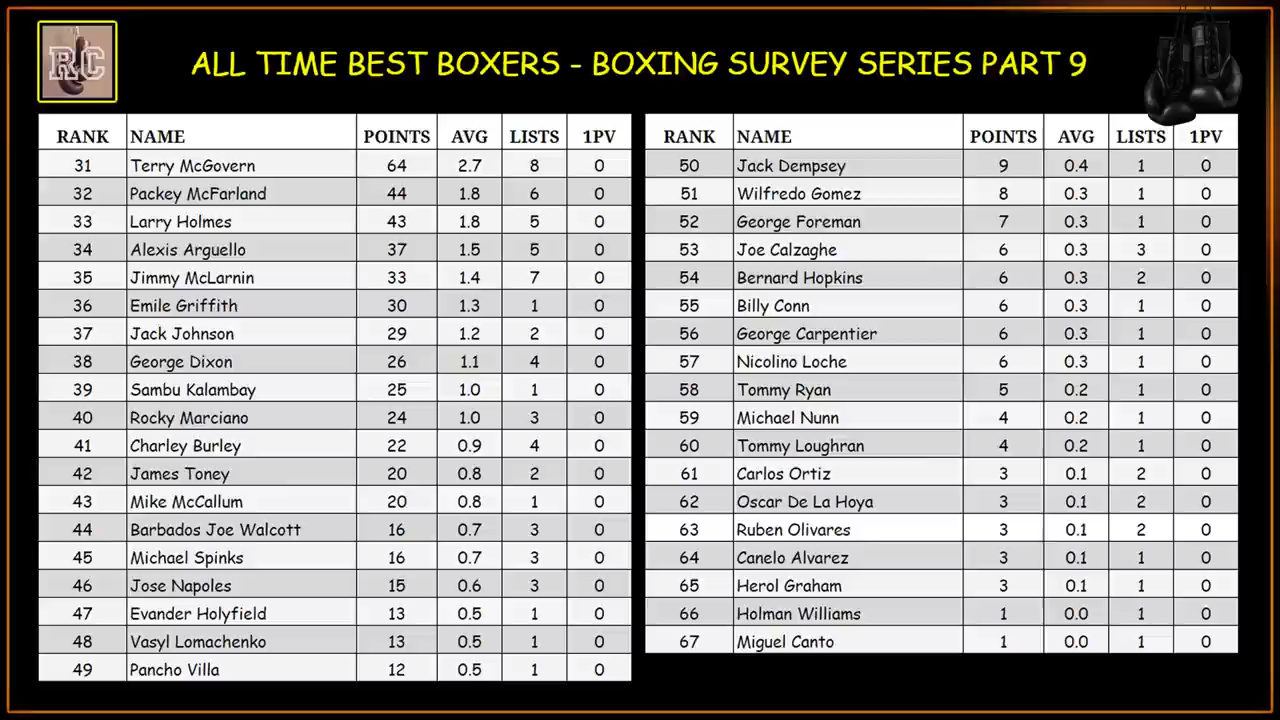 RC
ALL TIME BEST BOXERS - BOXING SURVEY SERIES PART 9
RANK NAME POINTS AVG LISTS 1PV
31 Terry McGovern 64 2.7 8 0
32 Packey McFarland 44 1.8 6 0
33 Larry Holmes 43 1.8 5 0
34 Alexis Arguello 37 1.5 5 0
35 Jimmy McLarnin 33 1.4 7 0
36 Emile Griffith 30 1.3 1 0
37 Jack Johnson 29 1.2 2 0
38 George Dixon 26 1.1 4 0
39 Sambu Kalambay 25 1.0 1 0
40 Rocky Marciano 24 1.0 3 0
41 Charley Burley 22 0.9 4 0
42 James Toney 20 0.8 2 0
43 Mike McCallum 20 0.8 1 0
44 Barbados Joe Walcott 16 0.7 3 0
45 Michael Spinks 16 0.7 3 0
46 Jose Napoles 15 0.6 3 0
47 Evander Holyfield 13 0.5 1 0
48 Vasyl Lomachenko 13 0.5 1 0
49 Pancho Villa 12 0.5 1 0
RANK NAME POINTS AVG LISTS 1PV
50 Jack Dempsey 9 0.4 1 0
51 Wilfredo Gomez 8 0.3 1 0
52 George Foreman 7 0.3 1 0
53 Joe Calzaghe 6 0.3 3 0
54 Bernard Hopkins 6 0.3 2 0
55 Billy Conn 6 0.3 1 0
56 George Carpentier 6 0.3 1 0
57 Nicolino Loche 6 0.3 1 0
58 Tommy Ryan 5 0.2 1 0
59 Michael Nunn 4 0.2 1 0
60 Tommy Loughran 4 0.2 1 0
61 Carlos Ortiz 3 0.1 2 0
62 Oscar De La Hoya 3 0.1 2 0
63 Ruben Olivares 3 0.1 2 0
64 Canelo Alvarez 3 0.1 1 0
65 Herol Graham 3 0.1 1 0
66 Holman Williams 1 0.0 1 0
67 Miguel Canto 1 0.0 1 0